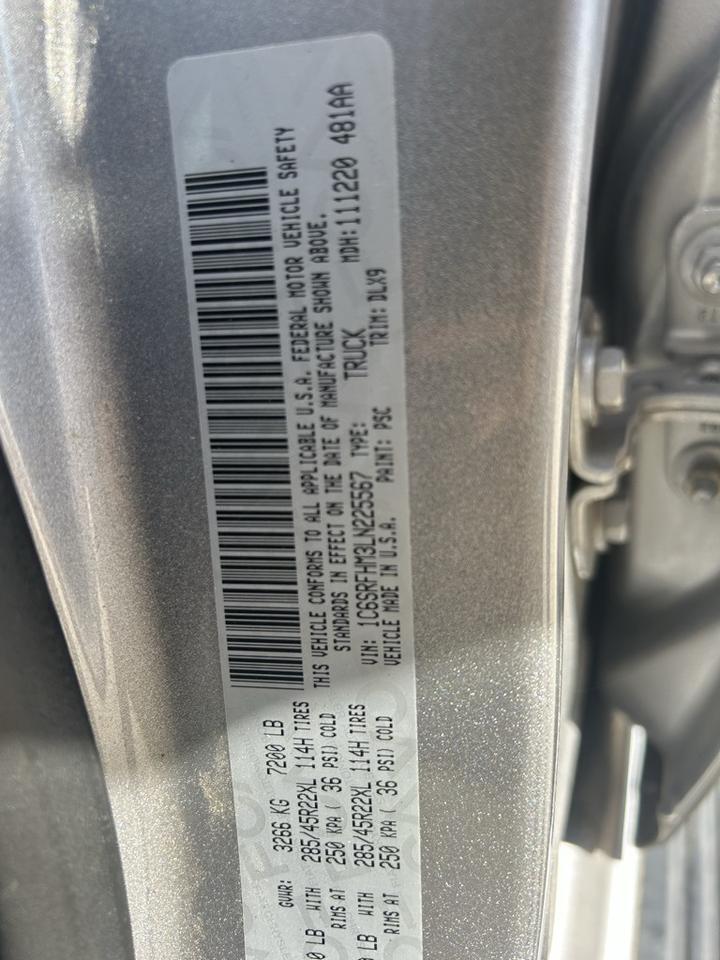 GVWR: 3266 KG 7200 LB
0 LB WITH 285/45R22XL 114H TIRES
RIMS AT 250 KPA ( 36 PSI) COLD
LB WITH 285/45R22XL 114H TIRES
RIMS AT 250 KPA ( 36 PSI) COLD
THIS VEHICLE CONFORMS TO ALL APPLICABLE U.S.A. FEDERAL MOTOR VEHICLE SAFETY
STANDARDS IN EFFECT ON THE DATE OF MANUFACTURE SHOWN ABOVE.
VIN: 1C6SRFHM3LN225567 TYPE: TRUCK MDH:111220 481AA
VEHICLE MADE IN U.S.A. PAINT: PSC TRIM: DLX9